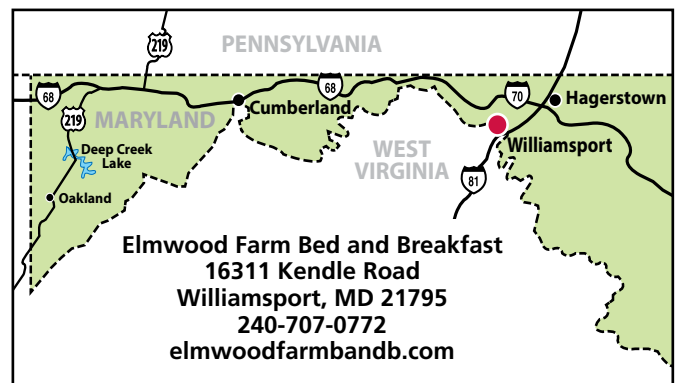 219
PENNSYLVANIA
68
68
70
Hagerstown
219
MARYLAND
Cumberland
Deep Creek
Lake
WEST
VIRGINIA
Williamsport
81
Oakland
Elmwood Farm Bed and Breakfast
16311 Kendle Road
Williamsport, MD 21795
240-707-0772
elmwoodfarmbandb.com